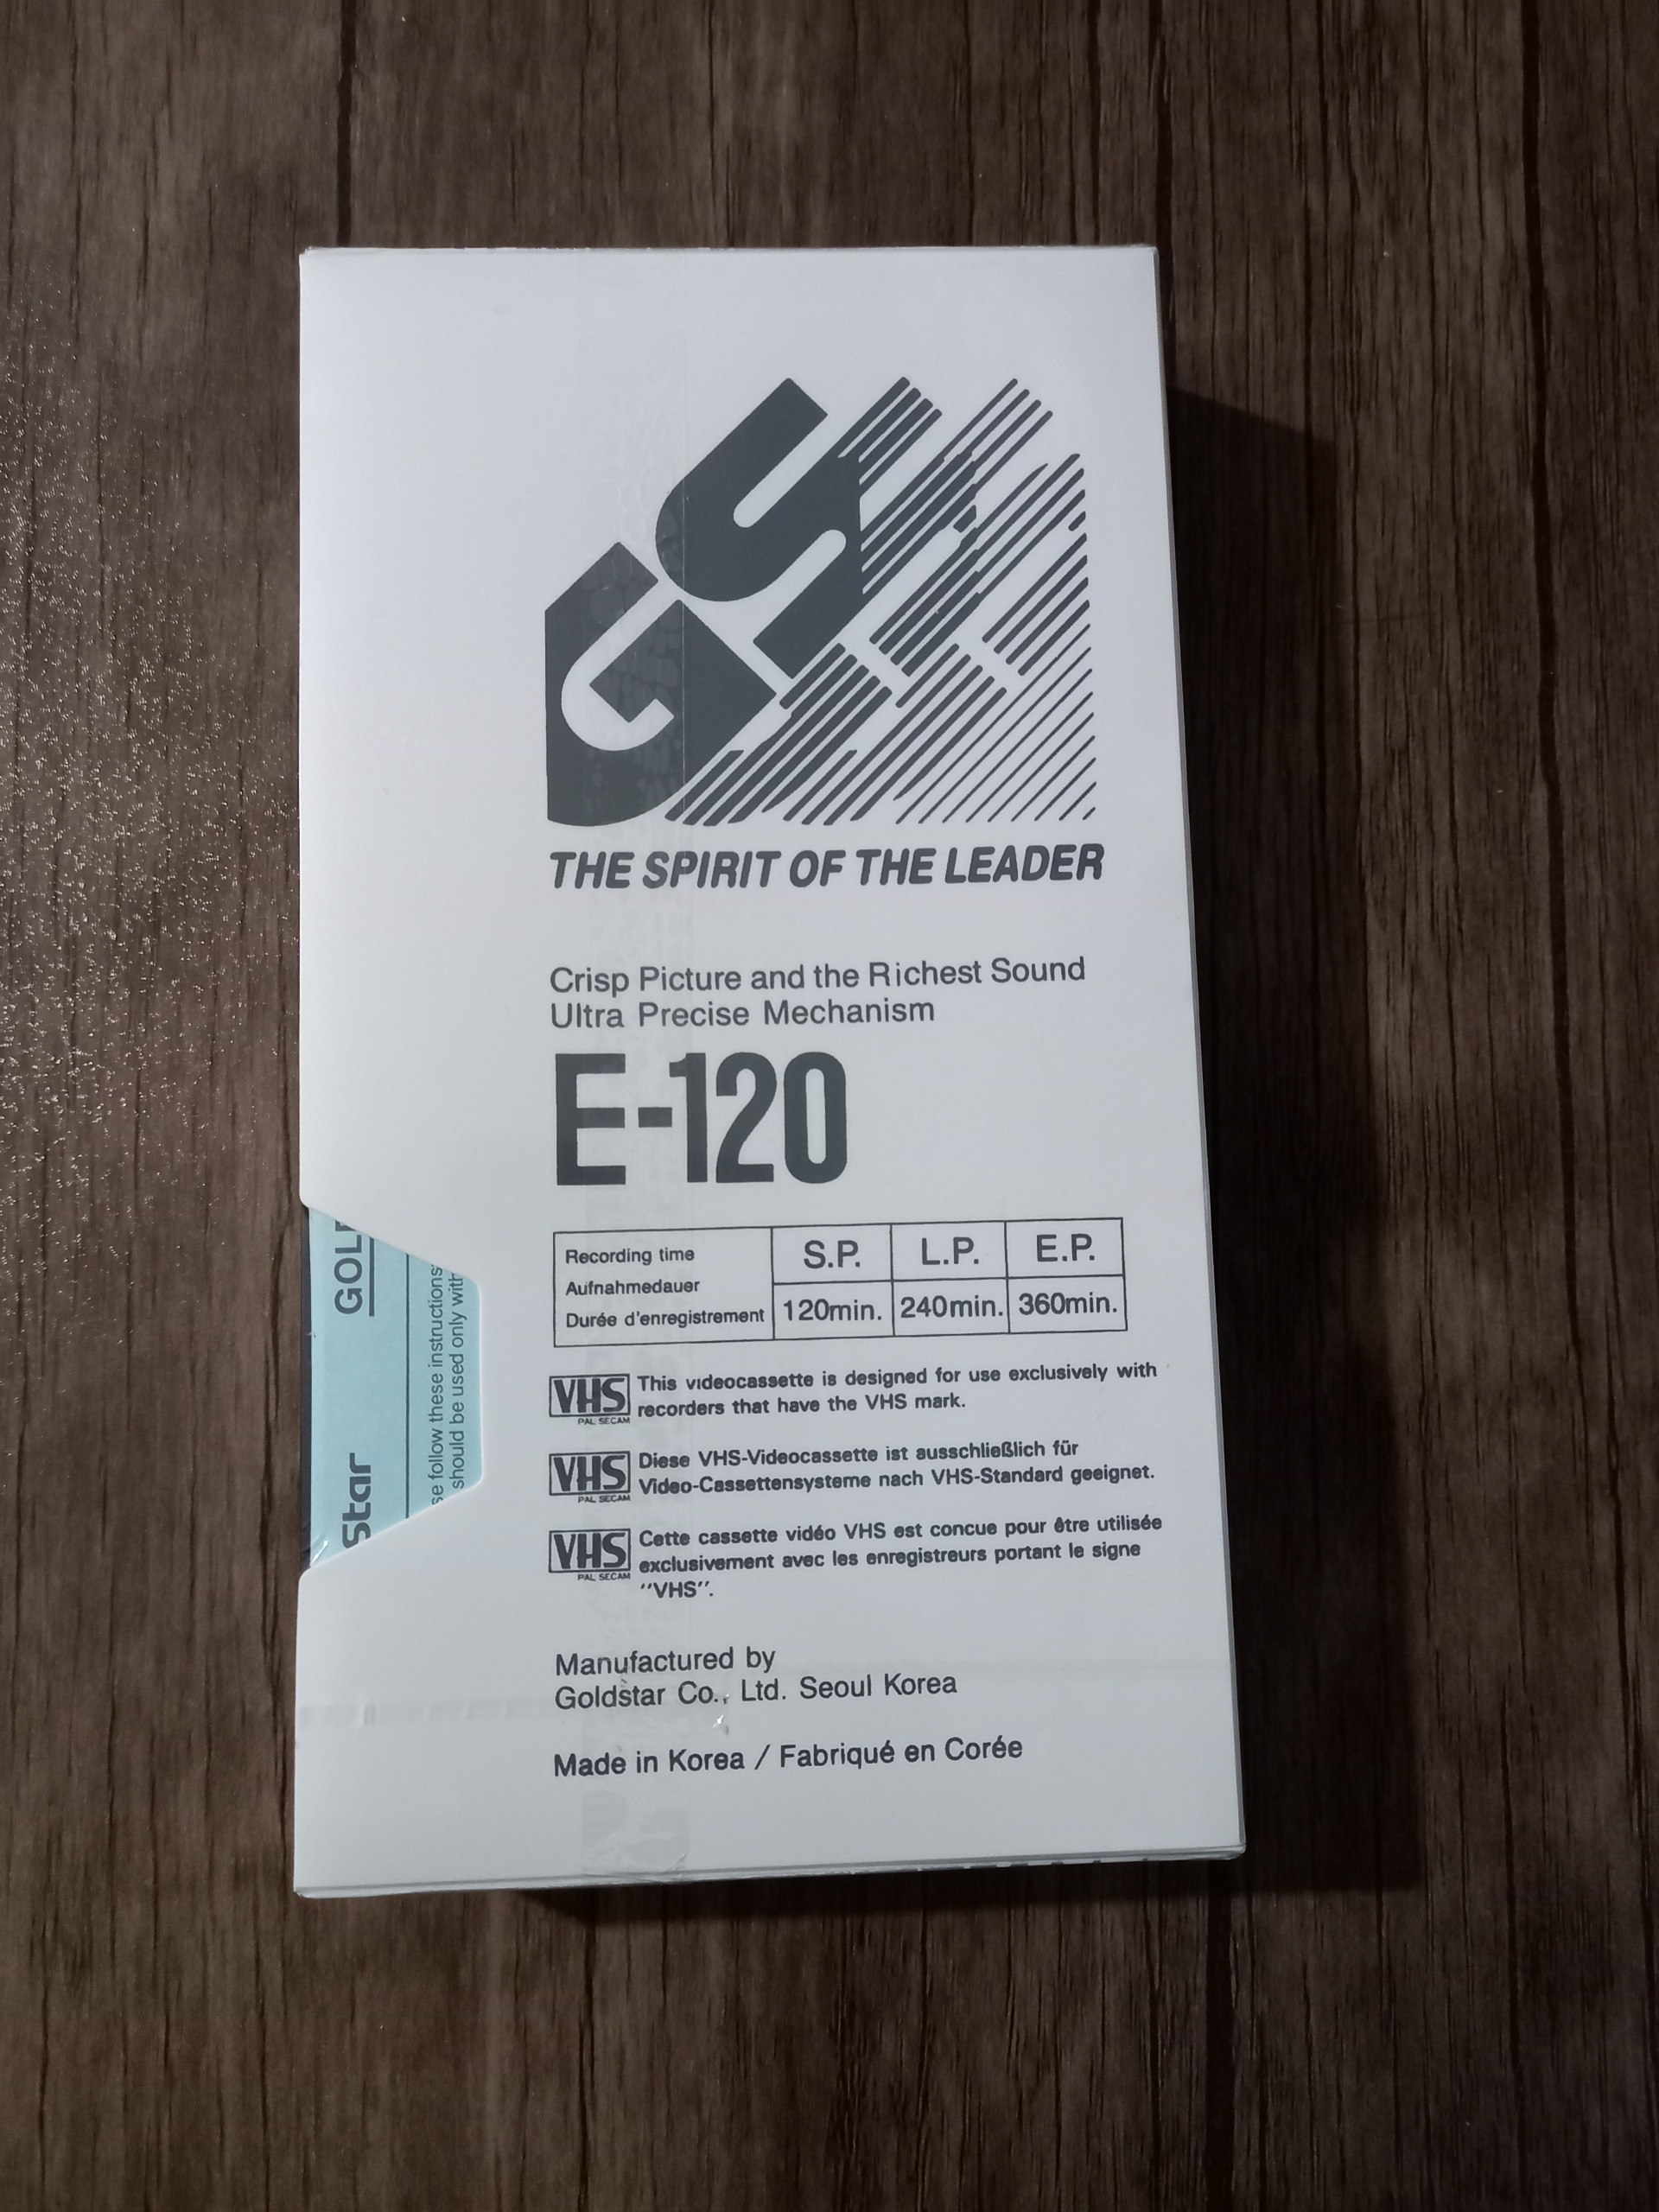 GS
THE SPIRIT OF THE LEADER
Crisp Picture and the Richest Sound
Ultra Precise Mechanism
E-120
Recording time
Aufnahmedauer
Durée d'enregistrement
S.P. L.P. E.P.
120min. 240min. 360min.
VHS
PAL SECAM
This videocassette is designed for use exclusively with
recorders that have the VHS mark.
VHS
PAL SECAM
Diese VHS-Videocassette ist ausschließlich für
Video-Cassettensysteme nach VHS-Standard geeignet.
VHS
PAL SECAM
Cette cassette vidéo VHS est concue pour être utilisée
exclusivement avec les enregistreurs portant le signe
"VHS".
Manufactured by
Goldstar Co., Ltd. Seoul Korea
Made in Korea / Fabriqué en Corée
Star GOL
se follow these instructions
should be used only with